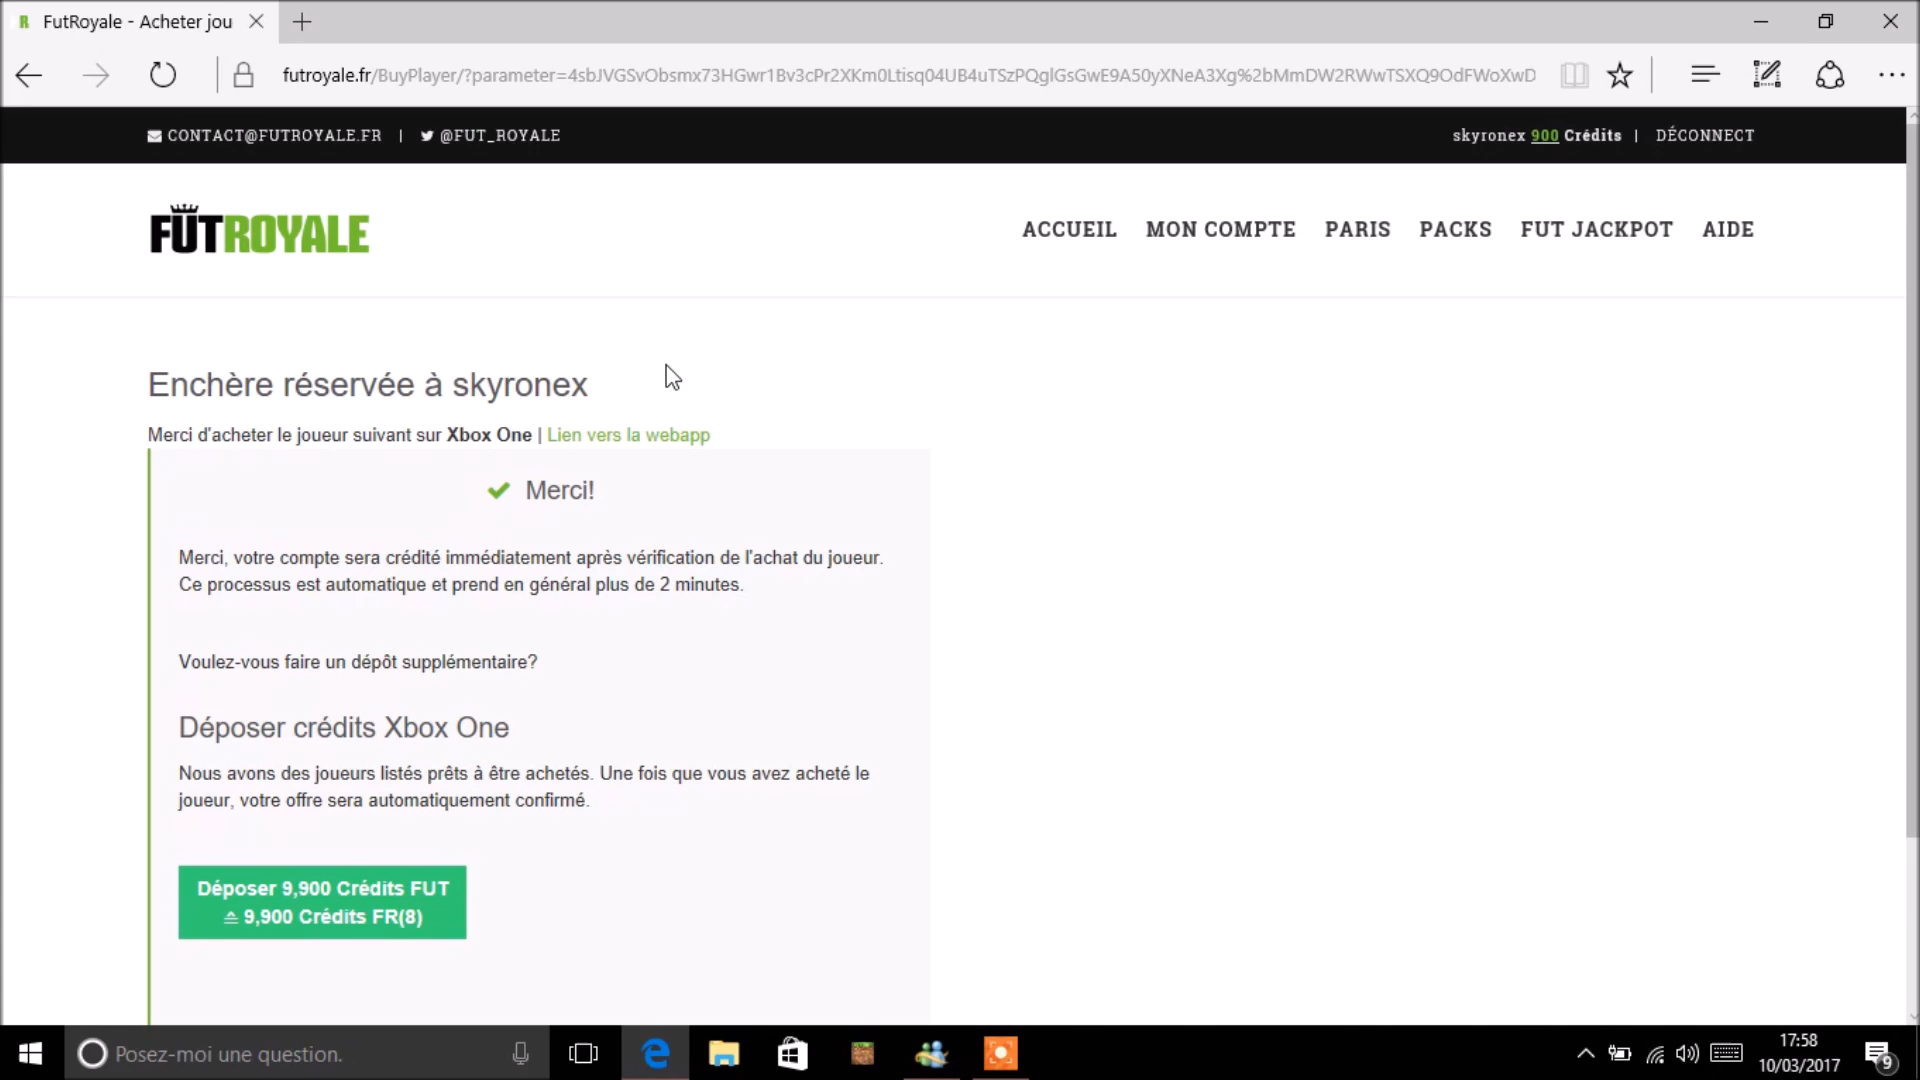 FutRoyale - Acheter jou
futroyale.fr/BuyPlayer/?parameter=4sbJVGSvObsmx73HGwr1Bv3cPr2XKm0Ltisq04UB4uTSzPQglGsGwE9A50yXNeA3Xg%2bMmDW2RWwTSXQ9OdFWoXwD
CONTACT@FUTROYALE.FR | @FUT_ROYALE
skyronex 900 Crédits | DÉCONNECT
FUTROYALE
ACCUEIL MON COMPTE PARIS PACKS FUT JACKPOT AIDE
Enchère réservée à skyronex
Merci d'acheter le joueur suivant sur Xbox One | Lien vers la webapp
Merci!
Merci, votre compte sera crédité immédiatement après vérification de l'achat du joueur.
Ce processus est automatique et prend en général plus de 2 minutes.
Voulez-vous faire un dépôt supplémentaire?
Déposer crédits Xbox One
Nous avons des joueurs listés prêts à être achetés. Une fois que vous avez acheté le
joueur, votre offre sera automatiquement confirmé.
Déposer 9,900 Crédits FUT
≙ 9,900 Crédits FR(8)
Posez-moi une question.
17:58
10/03/2017
9